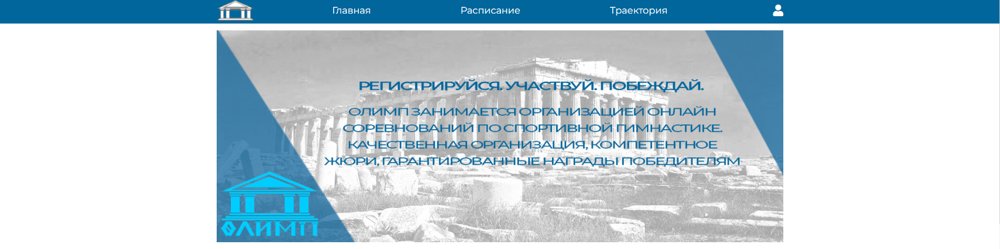 Главная Расписание Траектория
РЕГИСТРИРУЙСЯ. УЧАСТВУЙ. ПОБЕЖДАЙ.
ОЛИМП ЗАНИМАЕТСЯ ОРГАНИЗАЦИЕЙ ОНЛАЙН
СОРЕВНОВАНИЙ ПО СПОРТИВНОЙ ГИМНАСТИКЕ.
КАЧЕСТВЕННАЯ ОРГАНИЗАЦИЯ, КОМПЕТЕНТНОЕ
ЖЮРИ, ГАРАНТИРОВАННЫЕ НАГРАДЫ ПОБЕДИТЕЛЯМ
ОЛИМП